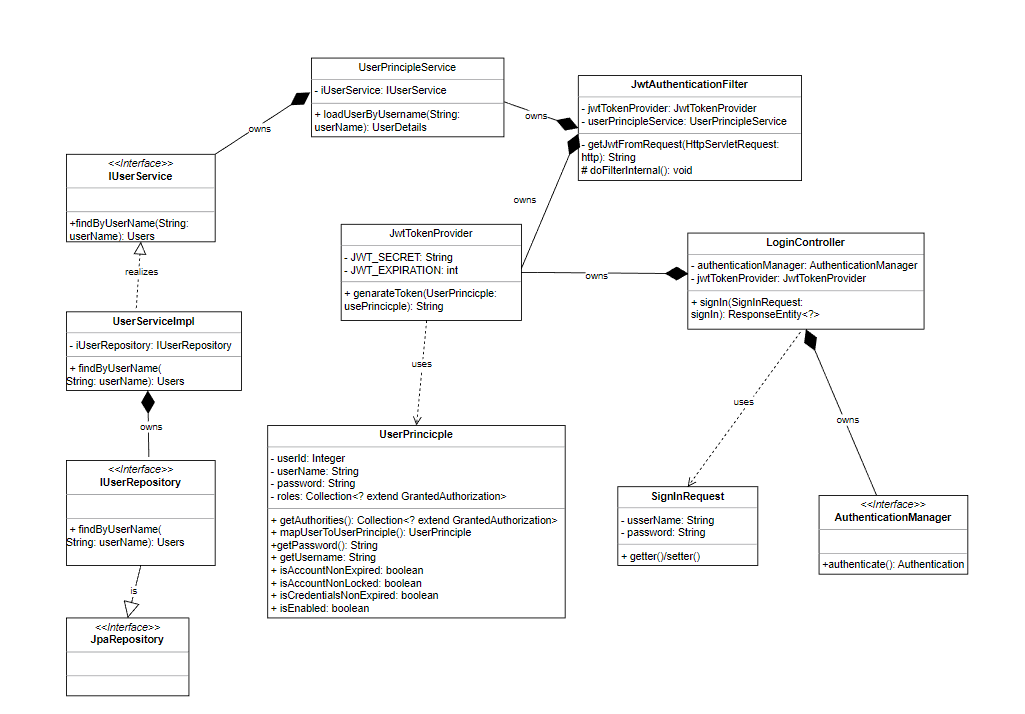 UserPrincipleService
- iUserService: IUserService
+ loadUserByUsername(String:
userName): UserDetails
JwtAuthenticationFilter
- jwtTokenProvider: JwtTokenProvider
- userPrincipleService: UserPrincipleService
- getJwtFromRequest(HttpServletRequest:
http): String
# doFilterInternal(): void
owns
owns
<<Interface>>
IUserService
+findByUserName(String:
userName): Users
owns
JwtTokenProvider
- JWT_SECRET: String
- JWT_EXPIRATION: int
+ genarateToken(UserPrincicple:
usePrincicple): String
LoginController
- authenticationManager: AuthenticationManager
- jwtTokenProvider: JwtTokenProvider
+ signIn(SignInRequest:
signIn): ResponseEntity<?>
realizes
owns
UserServiceImpl
- iUserRepository: IUserRepository
+ findByUserName(
String: userName): Users
uses
uses
owns
owns
UserPrincicple
- userId: Integer
- userName: String
- password: String
- roles: Collection<? extend GrantedAuthorization>
+ getAuthorities(): Collection<? extend GrantedAuthorization>
+ mapUserToUserPrinciple(): UserPrinciple
+getPassword(): String
+ getUsername: String
+ isAccountNonExpired: boolean
+ isAccountNonLocked: boolean
+ isCredentialsNonExpired: boolean
+ isEnabled: boolean
<<Interface>>
IUserRepository
+ findByUserName(
String: userName): Users
SignInRequest
- usserName: String
- password: String
+ getter()/setter()
<<Interface>>
AuthenticationManager
+authenticate(): Authentication
is
<<Interface>>
JpaRepository